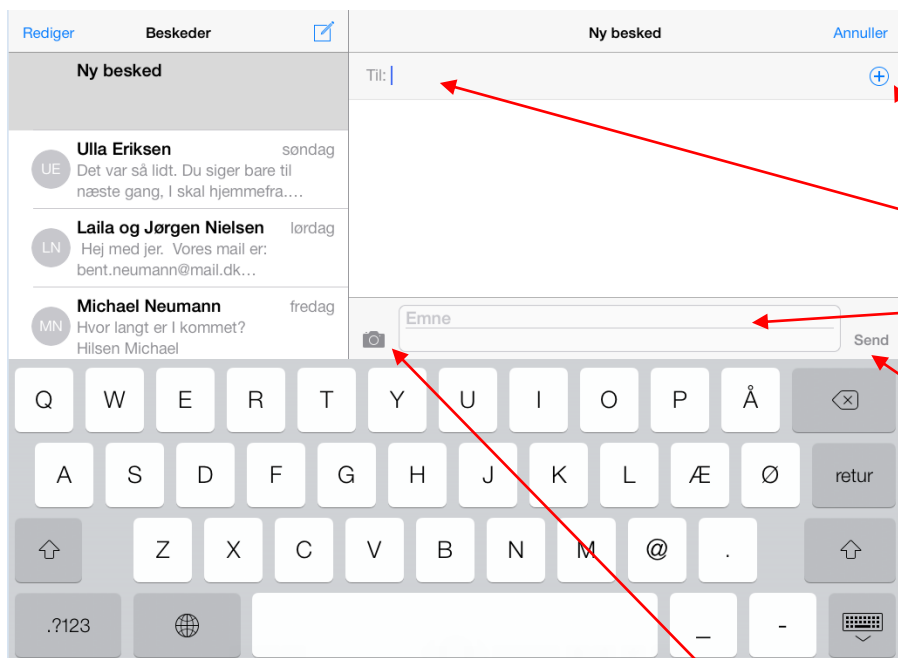 Rediger Beskeder
Ny besked Annuller
Ny besked
Til:
Ulla Eriksen søndag
UE
Det var så lidt. Du siger bare til
næste gang, I skal hjemmefra....
Laila og Jørgen Nielsen lørdag
LN
Hej med jer. Vores mail er:
bent.neumann@mail.dk...
Michael Neumann fredag
MN
Hvor langt er I kommet?
Hilsen Michael
Emne
Send
Q W E R T Y U I O P Å
A S D F G H J K L Æ Ø retur
Z X C V B N M @ .
.?123 _ -